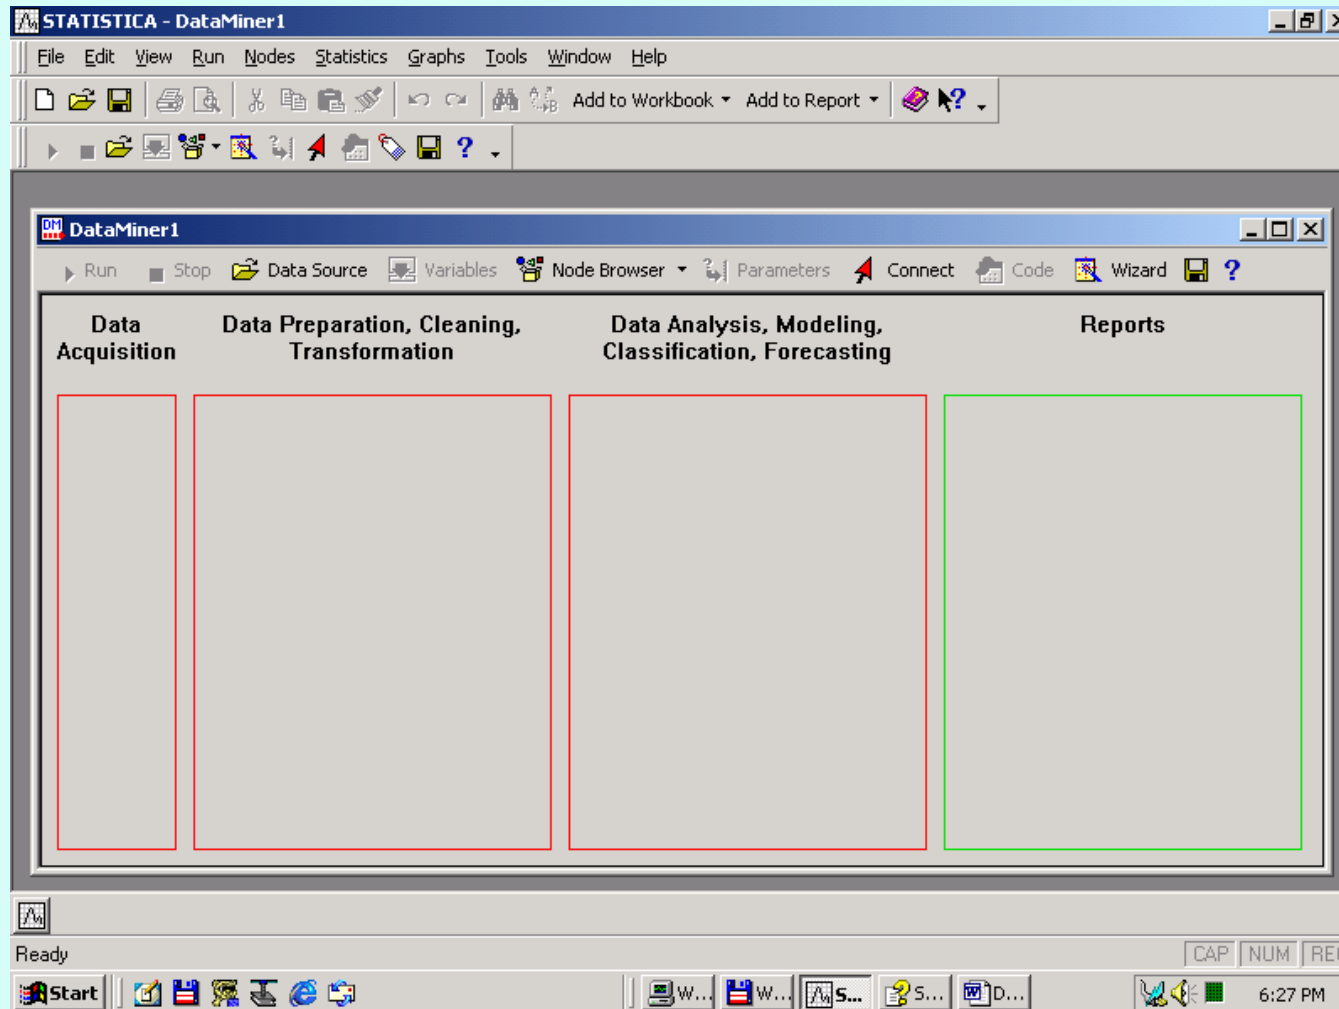 STATISTICA - DataMiner1
File Edit View Run Nodes Statistics Graphs Tools Window Help
Add to Workbook Add to Report
DataMiner1
Run Stop Data Source Variables Node Browser Parameters Connect Code Wizard
Data Acquisition
Data Preparation, Cleaning, Transformation
Data Analysis, Modeling, Classification, Forecasting
Reports
Ready
CAP NUM
Start W... W... S... S... D... 6:27 PM